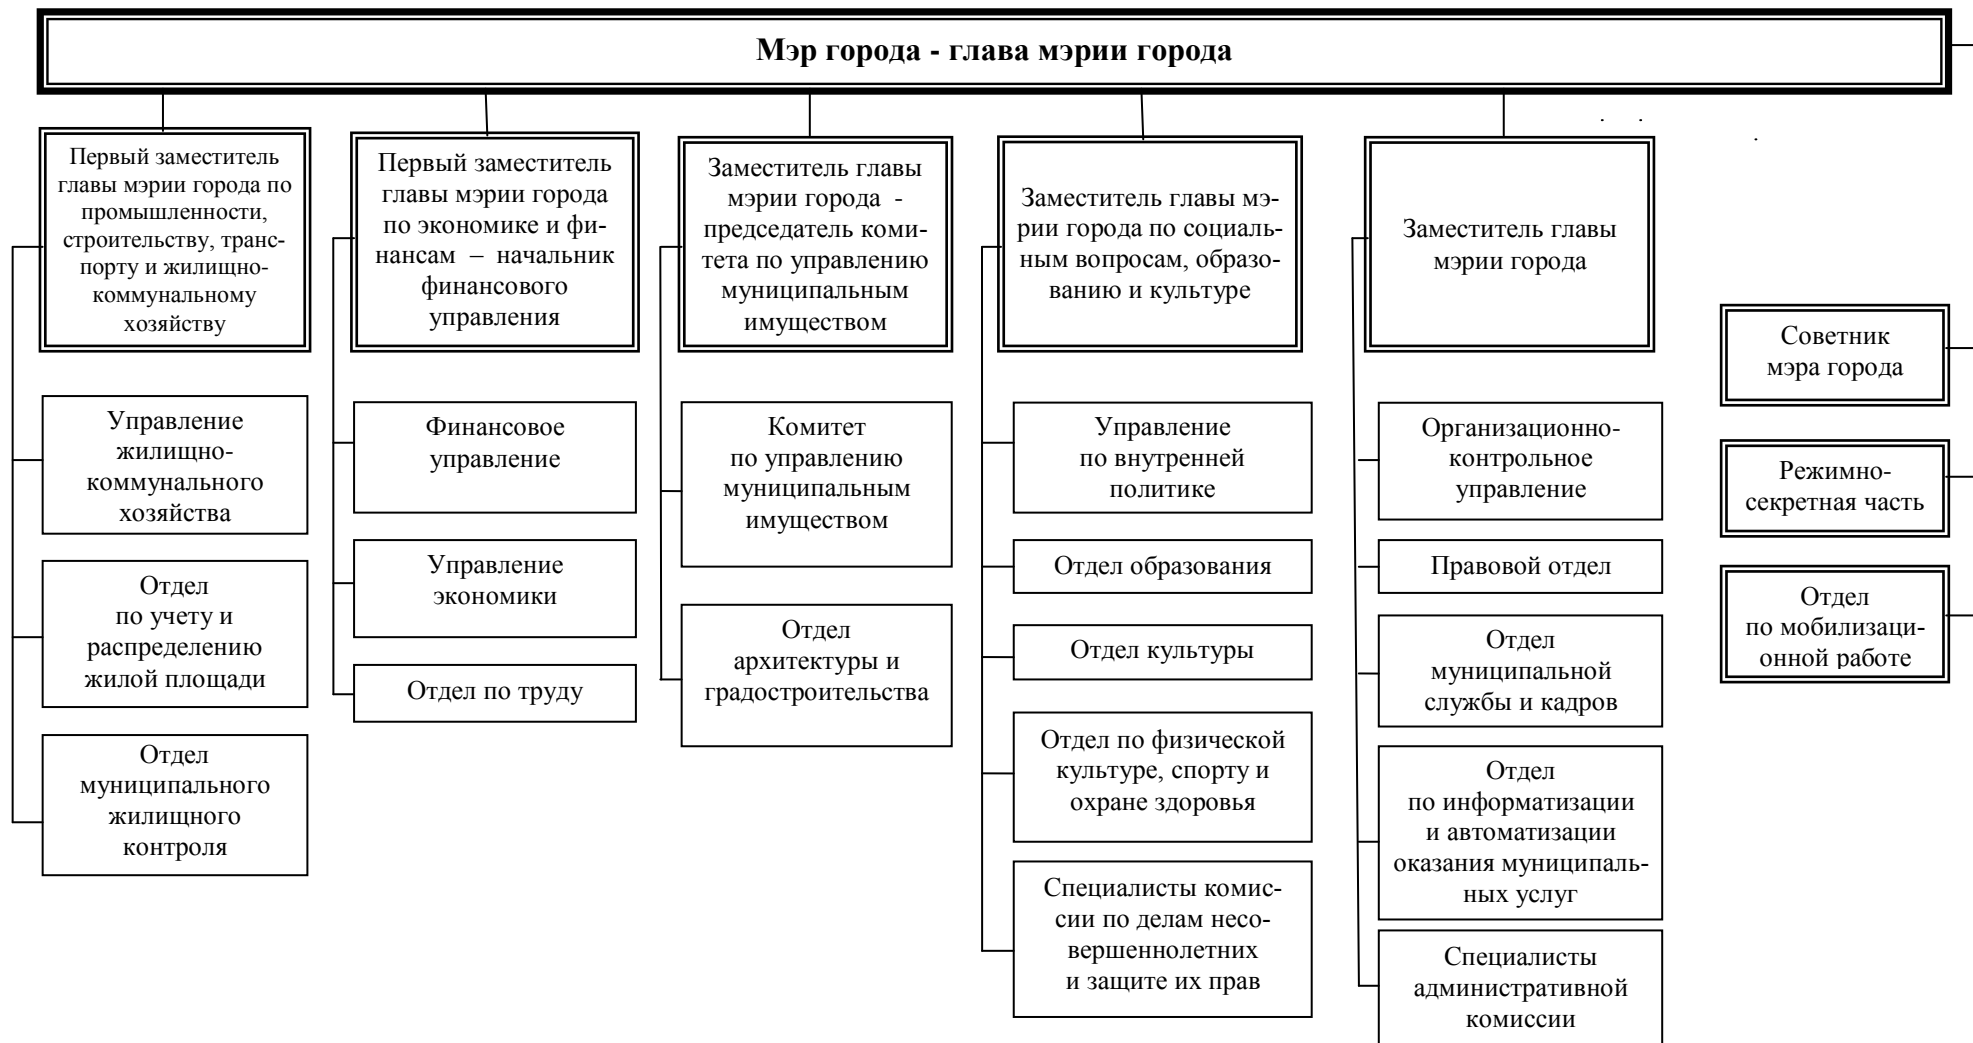 Мэр города - глава мэрии города
Первый заместитель
главы мэрии города по
промышленности,
строительству, транс-
порту и жилищно-
коммунальному
хозяйству
Управление
жилищно-
коммунального
хозяйства
Отдел
по учету и
распределению
жилой площади
Отдел
муниципального
жилищного
контроля
Первый заместитель
главы мэрии города
по экономике и фи-
нансам – начальник
финансового
управления
Финансовое
управление
Управление
экономики
Отдел по труду
Заместитель главы
мэрии города -
председатель коми-
тета по управлению
муниципальным
имуществом
Комитет
по управлению
муниципальным
имуществом
Отдел
архитектуры и
градостроительства
Заместитель главы мэ-
рии города по социаль-
ным вопросам, образо-
ванию и культуре
Управление
по внутренней
политике
Отдел образования
Отдел культуры
Отдел по физической
культуре, спорту и
охране здоровья
Специалисты комис-
сии по делам несо-
вершеннолетних
и защите их прав
Заместитель главы
мэрии города
Организационно-
контрольное
управление
Правовой отдел
Отдел
муниципальной
службы и кадров
Отдел
по информатизации
и автоматизации
оказания муниципаль-
ных услуг
Специалисты
административной
комиссии
Советник
мэра города
Режимно-
секретная часть
Отдел
по мобилизаци-
онной работе